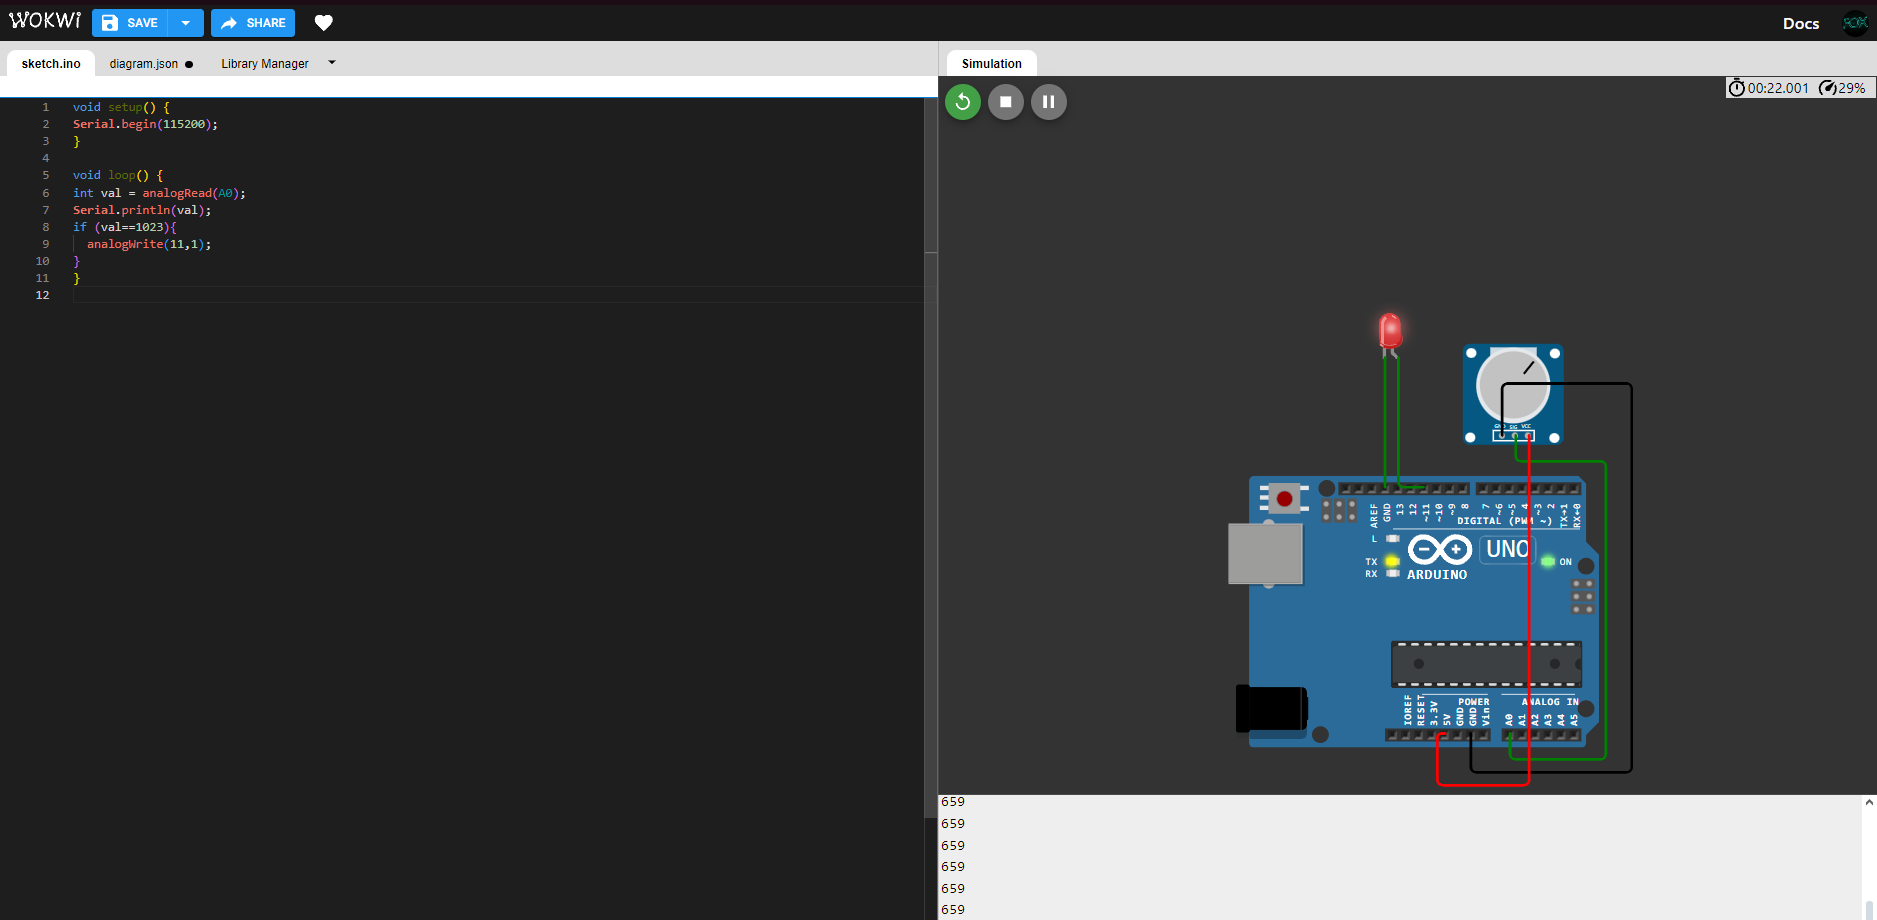 WOKWI SAVE SHARE Docs
sketch.ino diagram.json Library Manager
Simulation
00:22.001 29%
1 void setup() {
2 Serial.begin(115200);
3 }
4
5 void loop() {
6 int val = analogRead(A0);
7 Serial.println(val);
8 if (val==1023){
9 analogWrite(11,1);
10 }
11 }
12
GND SIG VCC
AREF GND 13 12 ~11 ~10 ~9 8 7 ~6 ~5 4 ~3 2 TX→1 RX←0
DIGITAL (PWM ~)
L
TX
RX
ARDUINO
UNO
ON
POWER
ANALOG IN
IOREF RESET 3.3V 5V GND GND Vin A0 A1 A2 A3 A4 A5
659
659
659
659
659
659